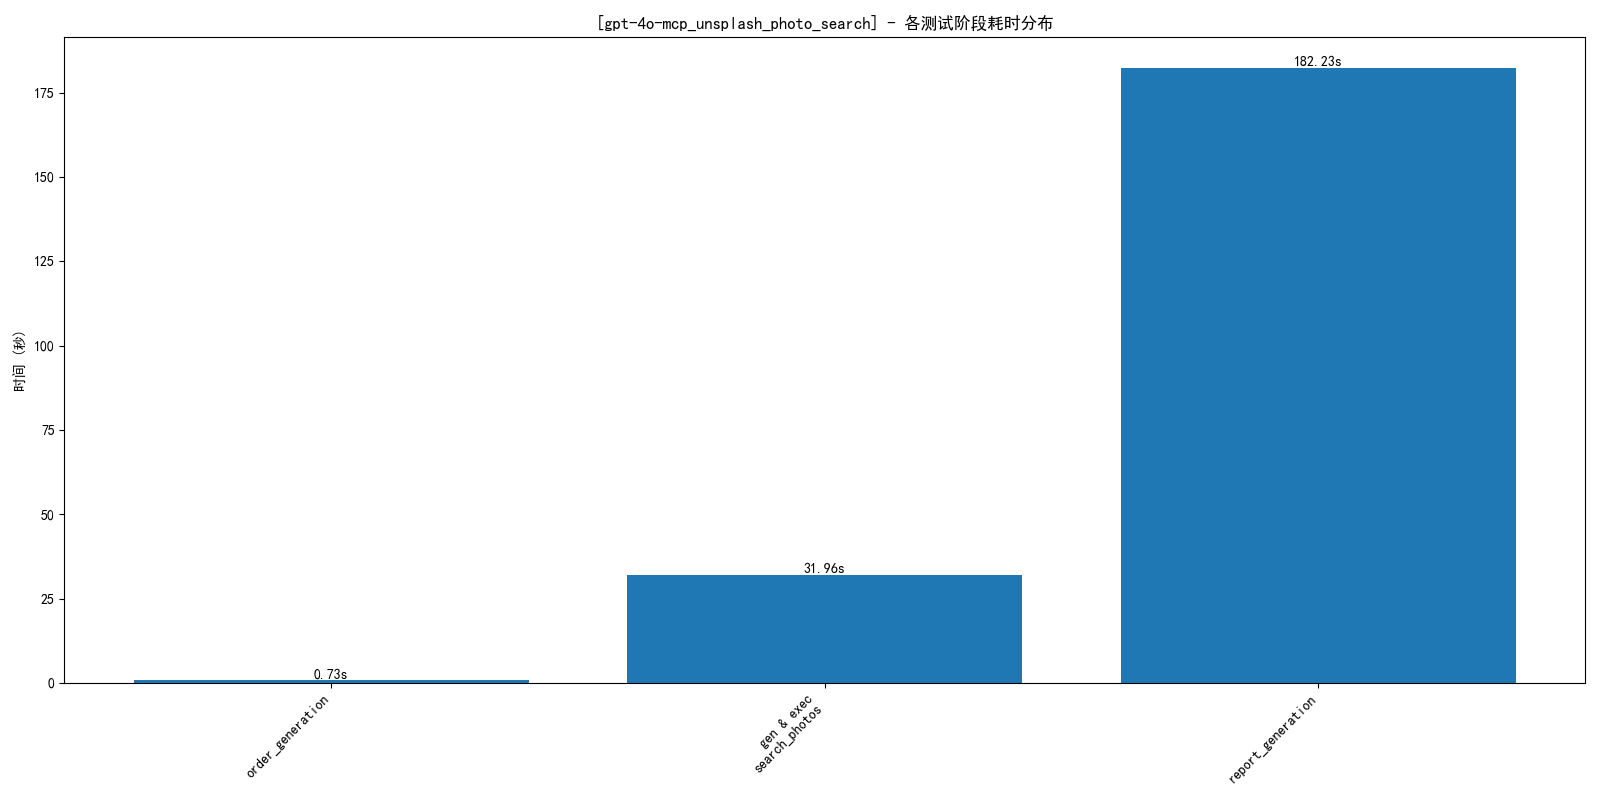 [gpt-4o-mcp_unsplash_photo_search] - 各测试阶段耗时分布
182.23s
175
150
125
时间 (秒)
100
75
50
31.96s
25
0.73s
0
order_generation
gen & exec
search_photos
report_generation